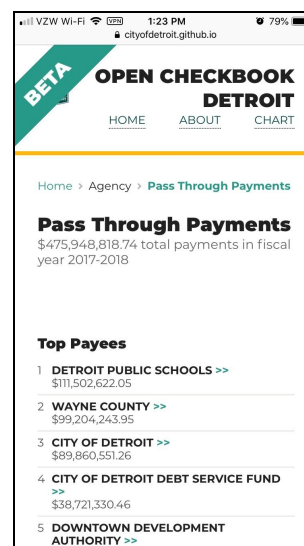 VZW Wi-Fi VPN 1:23 PM 79%
cityofdetroit.github.io
BETA
OPEN CHECKBOOK
DETROIT
HOME ABOUT CHART
Home > Agency > Pass Through Payments
Pass Through Payments
$475,948,818.74 total payments in fiscal
year 2017-2018
Top Payees
1 DETROIT PUBLIC SCHOOLS >>
$111,502,622.05
2 WAYNE COUNTY >>
$99,204,243.95
3 CITY OF DETROIT >>
$89,860,551.26
4 CITY OF DETROIT DEBT SERVICE FUND
>>
$38,721,330.46
5 DOWNTOWN DEVELOPMENT
AUTHORITY >>